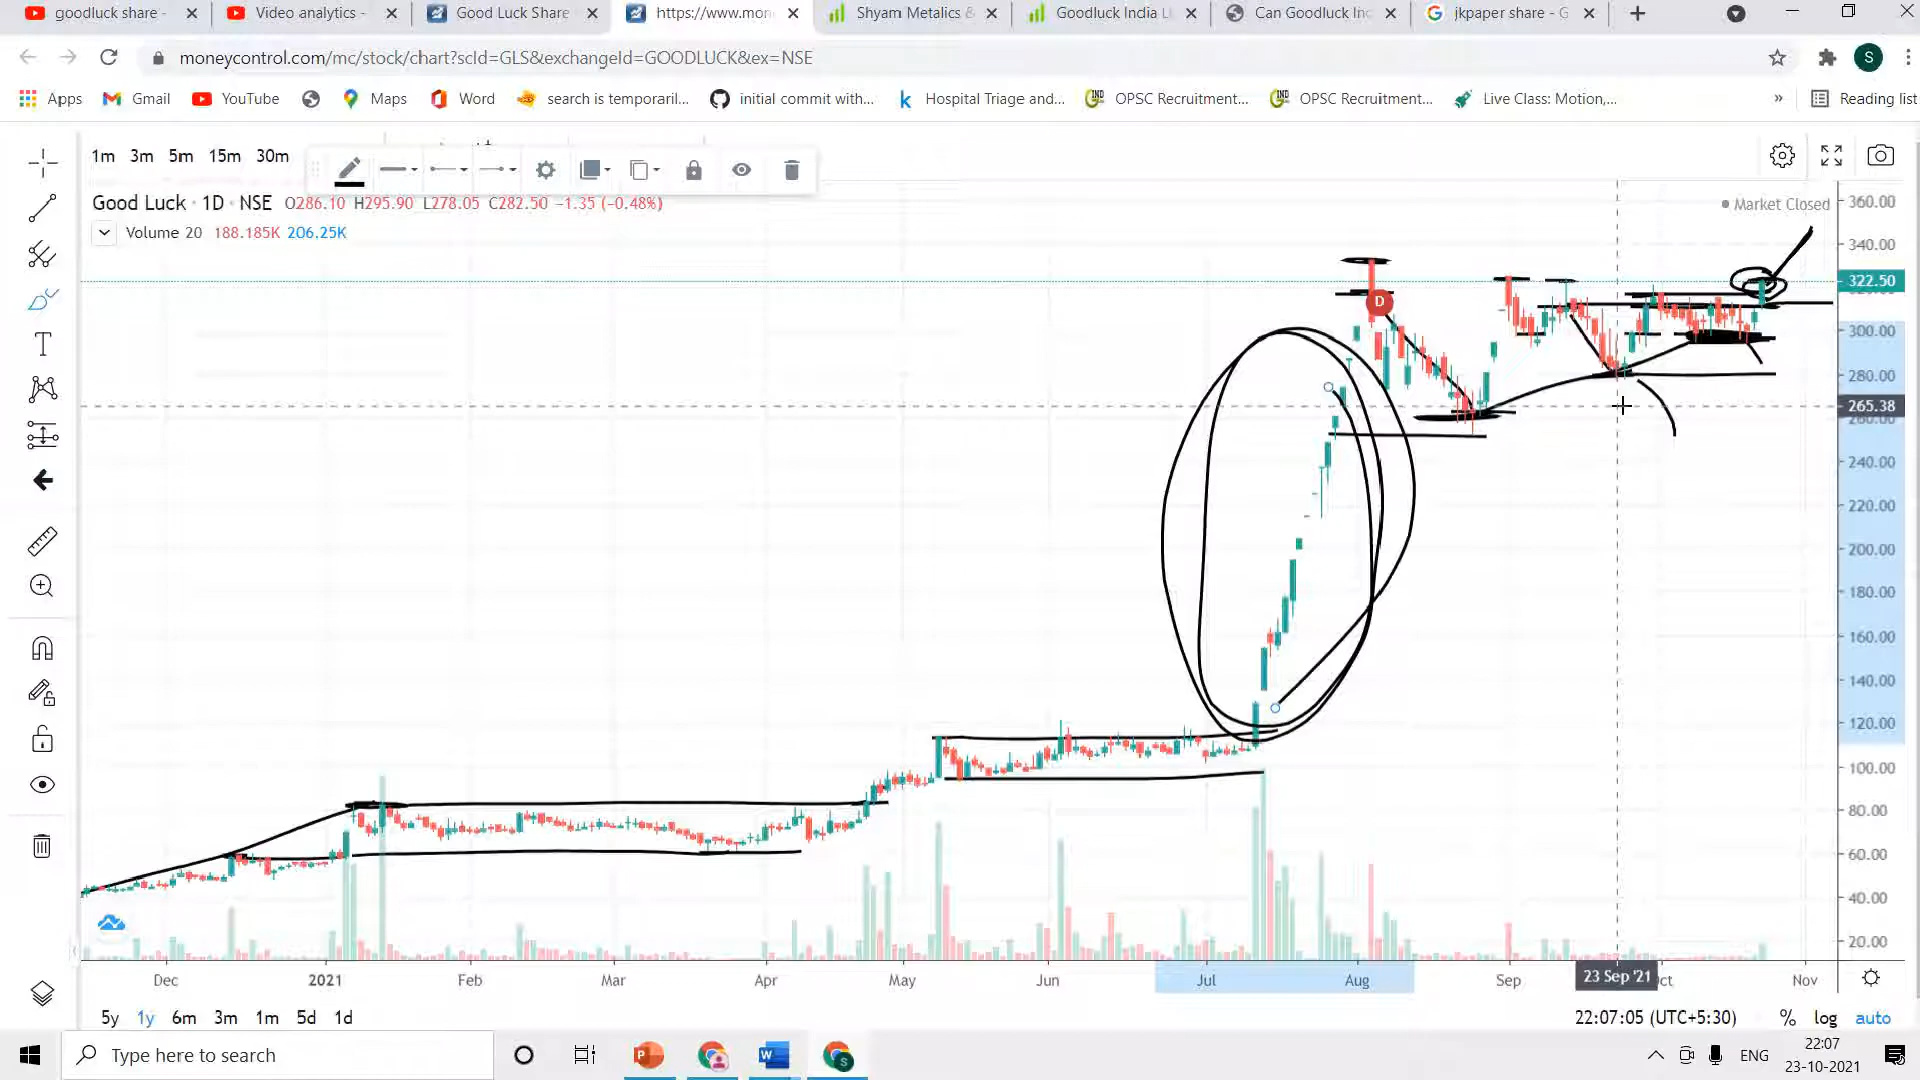 goodluck share -
Video analytics -
Good Luck Share
https://www.mon
Shyam Metalics &
Goodluck India L
Can Goodluck Ind
jkpaper share - G
moneycontrol.com/mc/stock/chart?scId=GLS&exchangeId=GOODLUCK&ex=NSE
S
Apps
Gmail
YouTube
Maps
Word
search is temporaril...
initial commit with...
Hospital Triage and...
OPSC Recruitment...
OPSC Recruitment...
Live Class: Motion,...
»
Reading list
1m 3m 5m 15m 30m
Good Luck · 1D · NSE O286.10 H295.90 L278.05 C282.50 −1.35 (−0.48%)
Market Closed
Volume 20 188.185K 206.25K
360.00
340.00
322.50
300.00
280.00
265.38
240.00
220.00
200.00
180.00
160.00
140.00
120.00
100.00
80.00
60.00
40.00
20.00
D
Dec 2021 Feb Mar Apr May Jun Jul Aug Sep 23 Sep '21 Nov
5y 1y 6m 3m 1m 5d 1d
22:07:05 (UTC+5:30) % log auto
Type here to search
ENG
22:07
23-10-2021